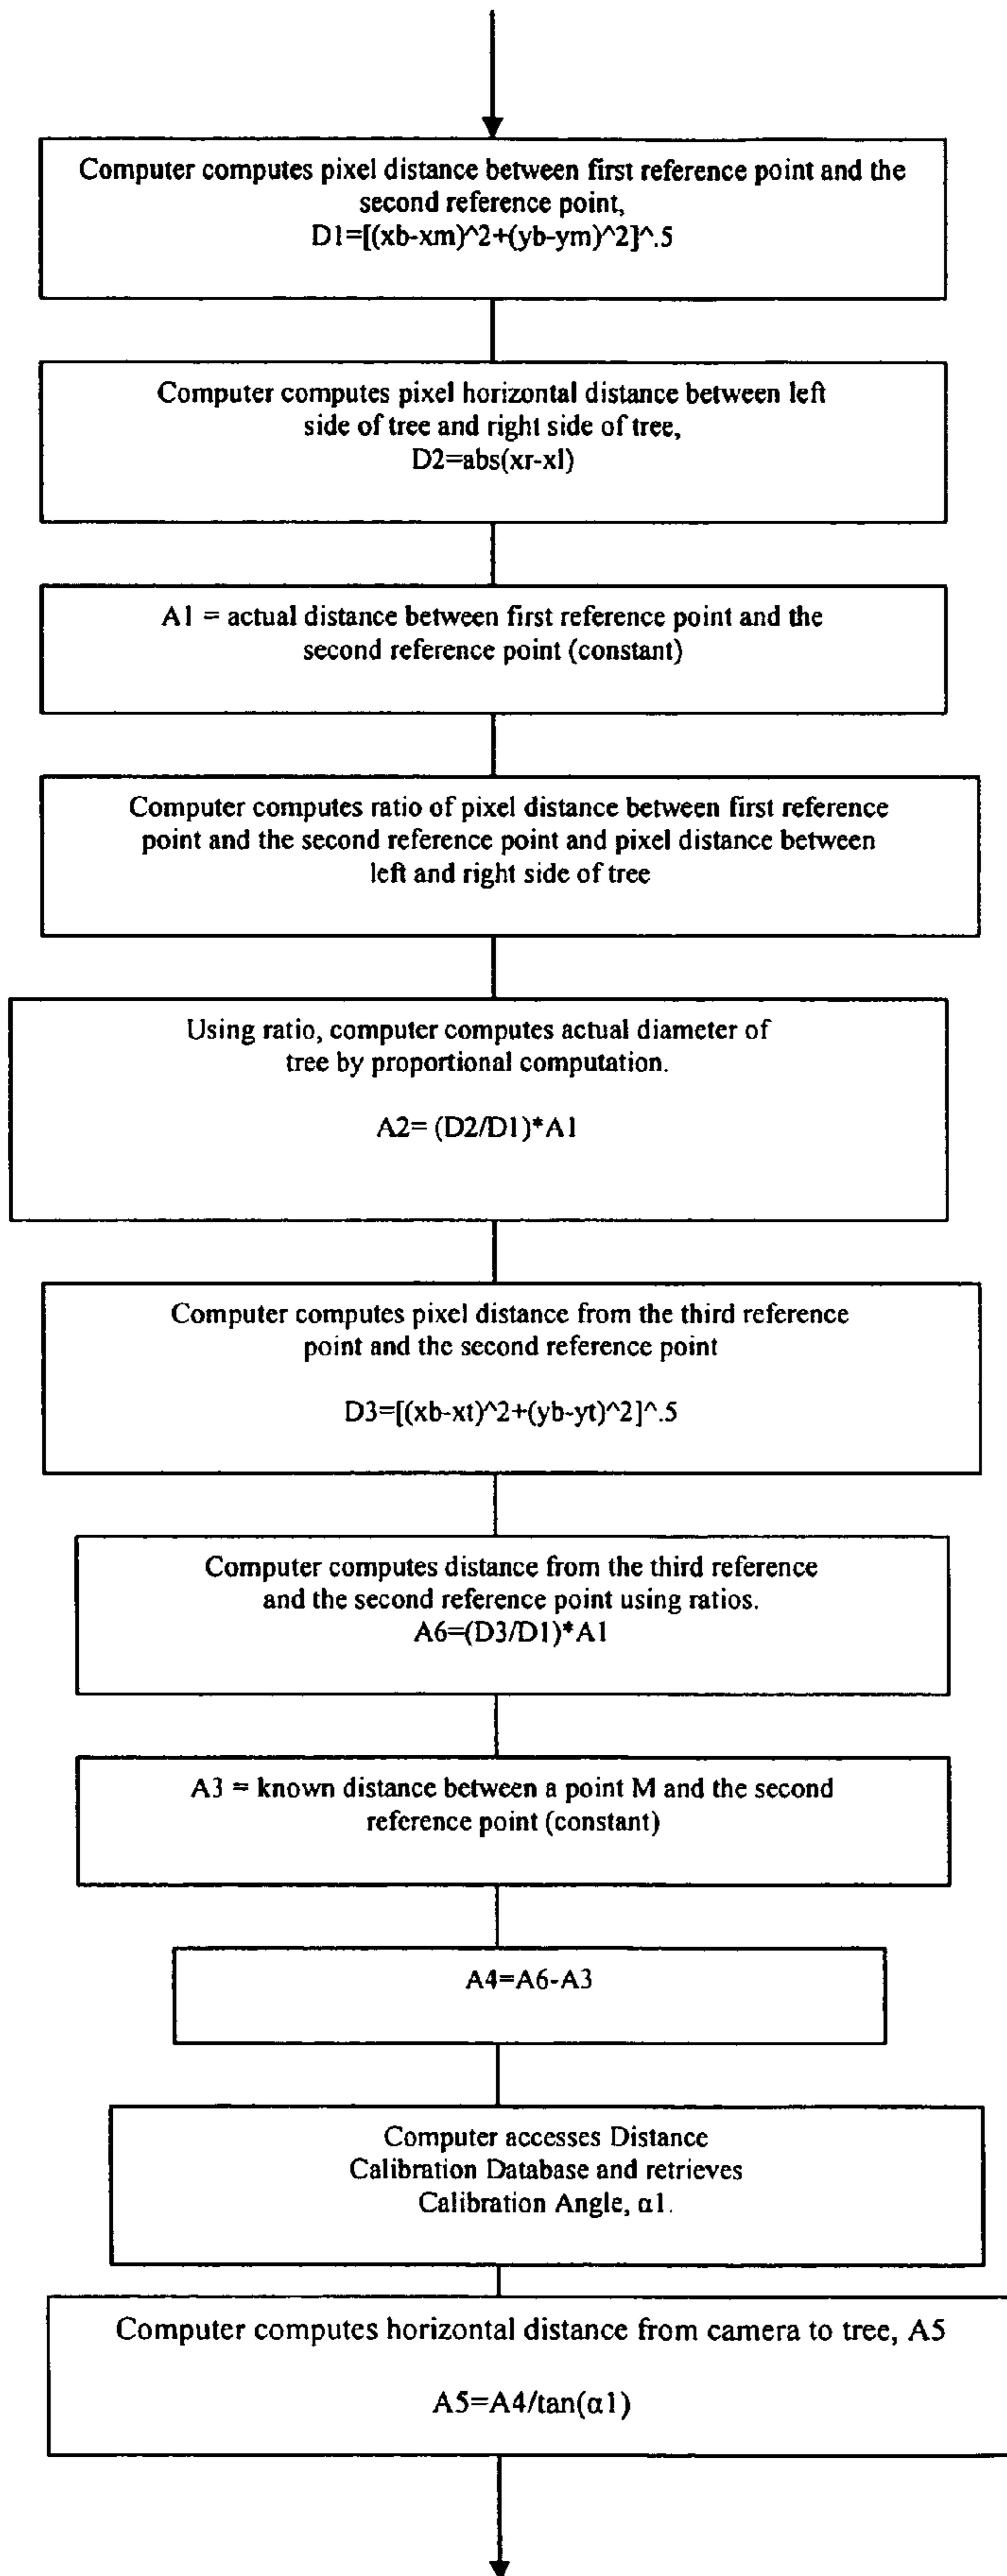 Computer computes pixel distance between first reference point and the
second reference point,
D1=[(xb-xm)^2+(yb-ym)^2]^.5
Computer computes pixel horizontal distance between left
side of tree and right side of tree,
D2=abs(xr-xl)
A1 = actual distance between first reference point and the
second reference point (constant)
Computer computes ratio of pixel distance between first reference
point and the second reference point and pixel distance between
left and right side of tree
Using ratio, computer computes actual diameter of
tree by proportional computation.
A2= (D2/D1)*A1
Computer computes pixel distance from the third reference
point and the second reference point
D3=[(xb-xt)^2+(yb-yt)^2]^.5
Computer computes distance from the third reference
and the second reference point using ratios.
A6=(D3/D1)*A1
A3 = known distance between a point M and the second
reference point (constant)
A4=A6-A3
Computer accesses Distance
Calibration Database and retrieves
Calibration Angle, α1.
Computer computes horizontal distance from camera to tree, A5
A5=A4/tan(α1)